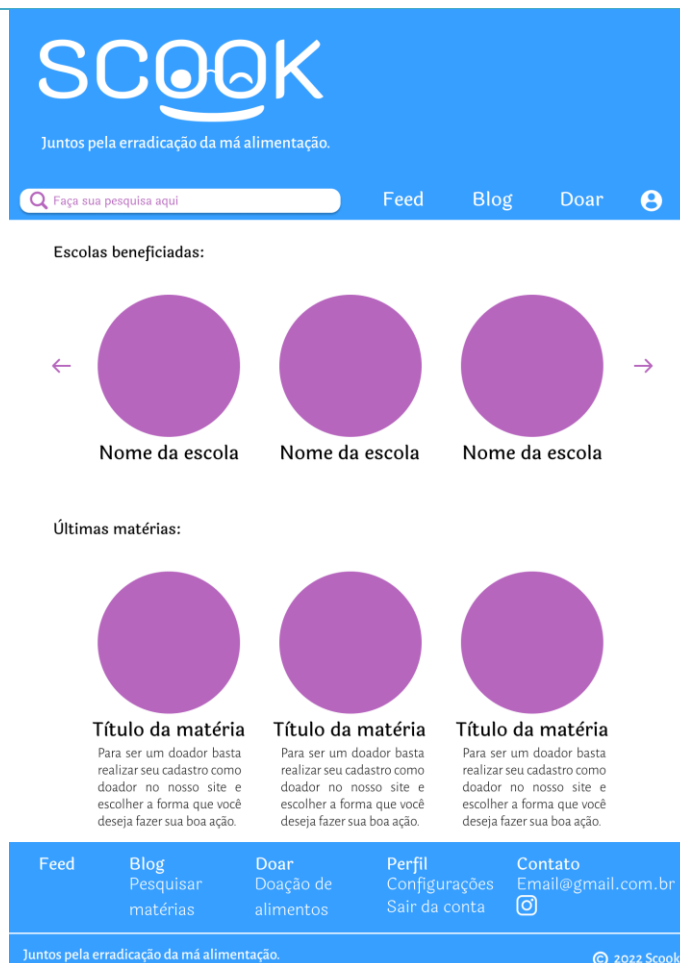 SCOOK
Juntos pela erradicação da má alimentação.
Faça sua pesquisa aqui
Feed Blog Doar
Escolas beneficiadas:
Nome da escola Nome da escola Nome da escola
Últimas matérias:
Título da matéria Título da matéria Título da matéria
Para ser um doador basta
realizar seu cadastro como
doador no nosso site e
escolher a forma que você
deseja fazer sua boa ação.
Para ser um doador basta
realizar seu cadastro como
doador no nosso site e
escolher a forma que você
deseja fazer sua boa ação.
Para ser um doador basta
realizar seu cadastro como
doador no nosso site e
escolher a forma que você
deseja fazer sua boa ação.
Feed
Blog
Pesquisar
matérias
Doar
Doação de
alimentos
Perfil
Configurações
Sair da conta
Contato
Email@gmail.com.br
Juntos pela erradicação da má alimentação.
© 2022 Scook